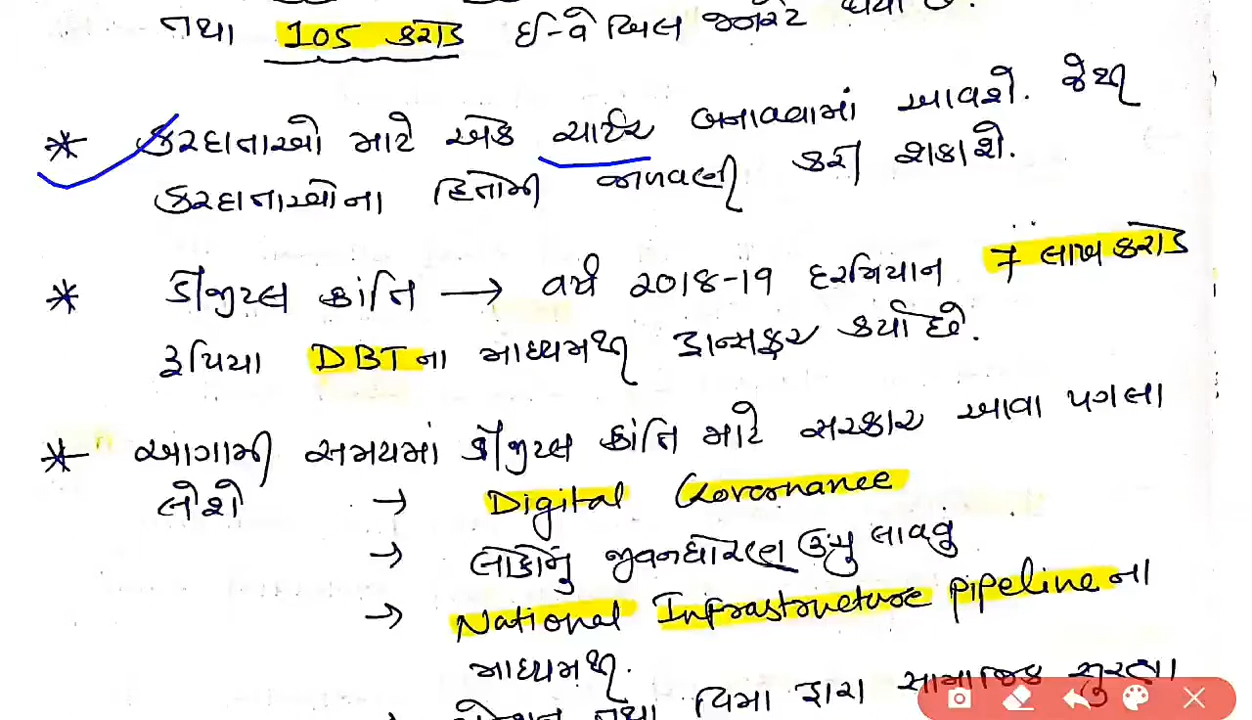 તથા 105 કરોડ ઈ-વે બિલ જનરેટ થયા છે.
* કરદાતાઓ માટે એક ચાર્ટર બનાવવામાં આવશે. જેથી
કરદાતાઓના હિતોની જાળવણી કરી શકાશે.
* ડીજીટલ ક્રાંતિ → વર્ષ 2018-19 દરમિયાન 7 લાખ કરોડ
રૂપિયા DBTના માધ્યમથી ટ્રાન્સફર કર્યા છે.
* આગામી સમયમાં ડીજીટલ ક્રાંતિ માટે સરકાર આવા પગલા
લેશે → Digital Governance
→ લોકોનું જીવનધોરણ ઉંચુ લાવવું
→ National Infrastructure pipelineના
માધ્યમથી.
તથા વિમા દ્વારા સામાજિક સુરક્ષા